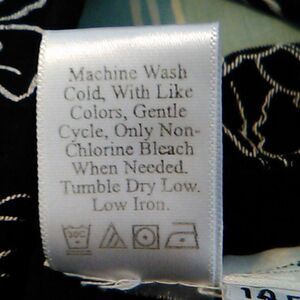 Machine Wash
Cold, With Like
Colors, Gentle
Cycle, Only Non-
Chlorine Bleach
When Needed.
Tumble Dry Low.
Low Iron.